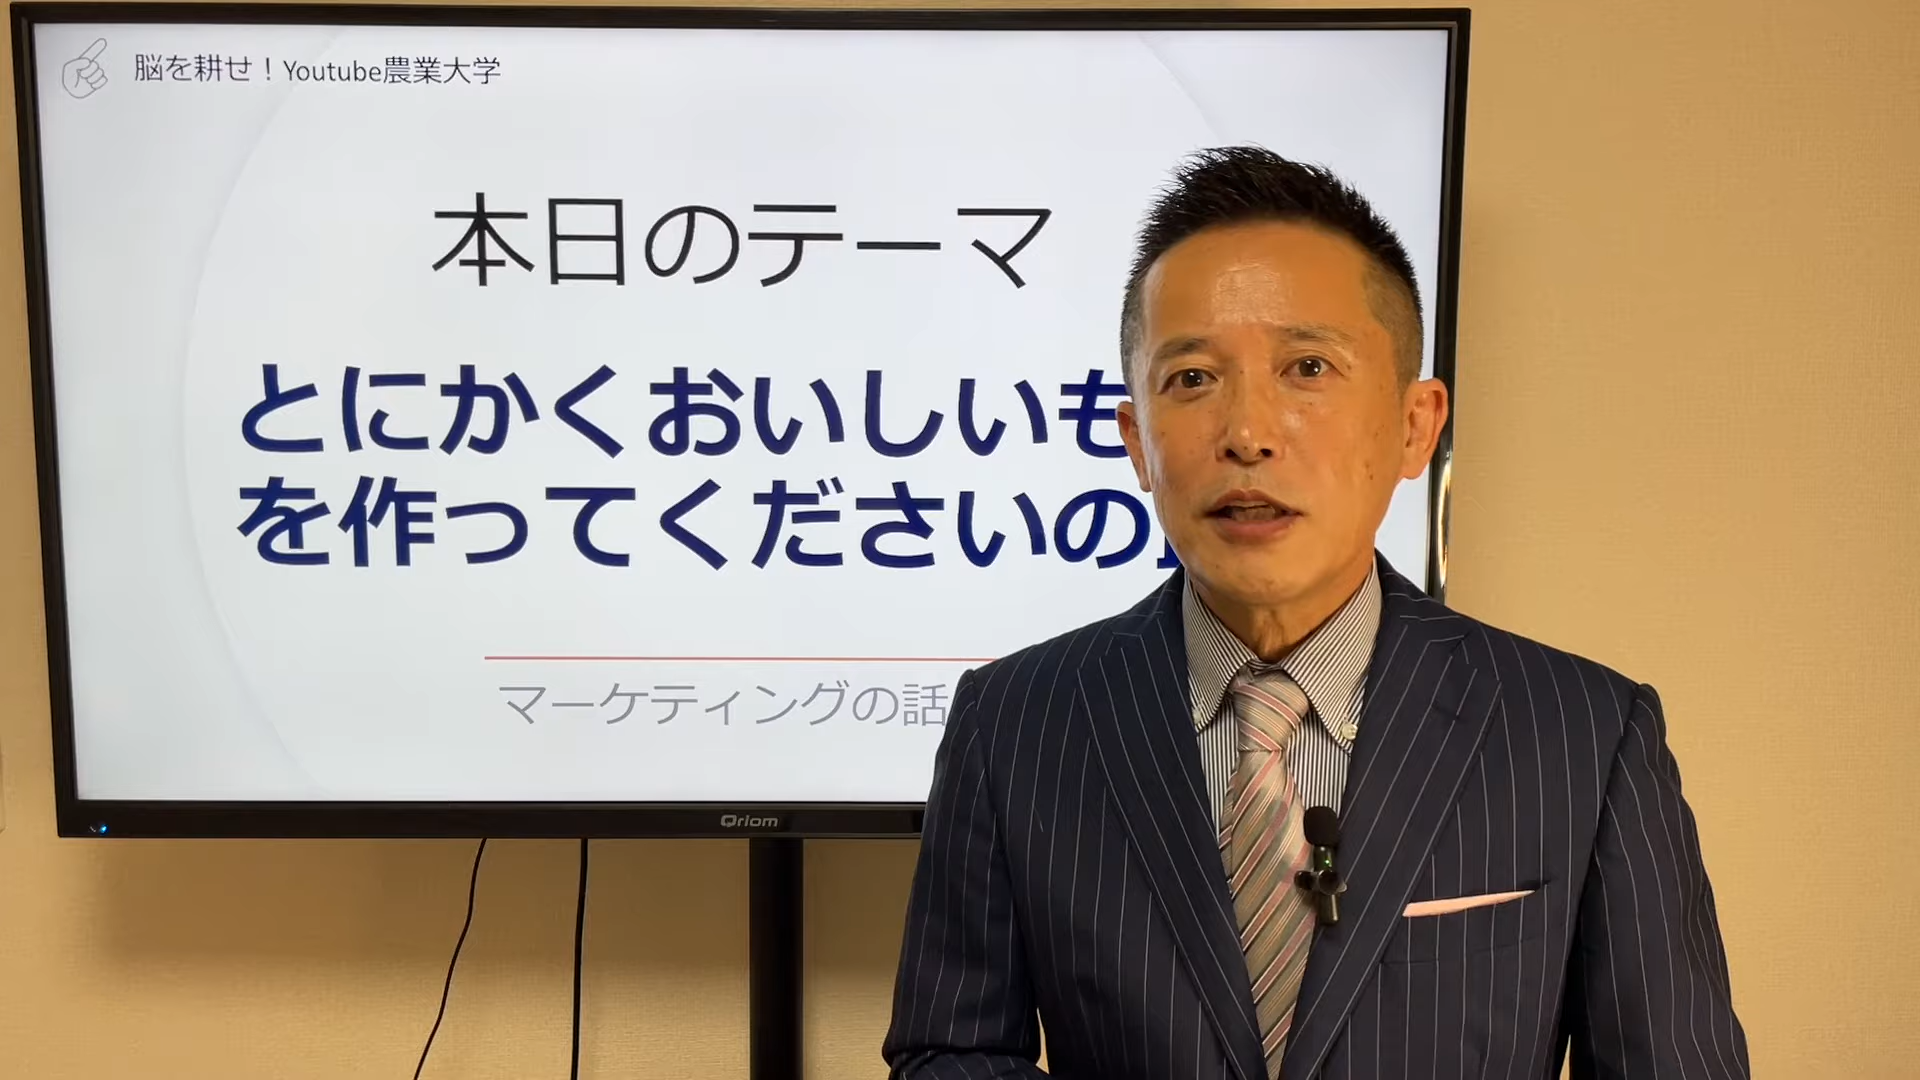 脳を耕せ！Youtube農業大学
本日のテーマ
とにかくおいしいも
を作ってくださいの
マーケティングの話
Qriom